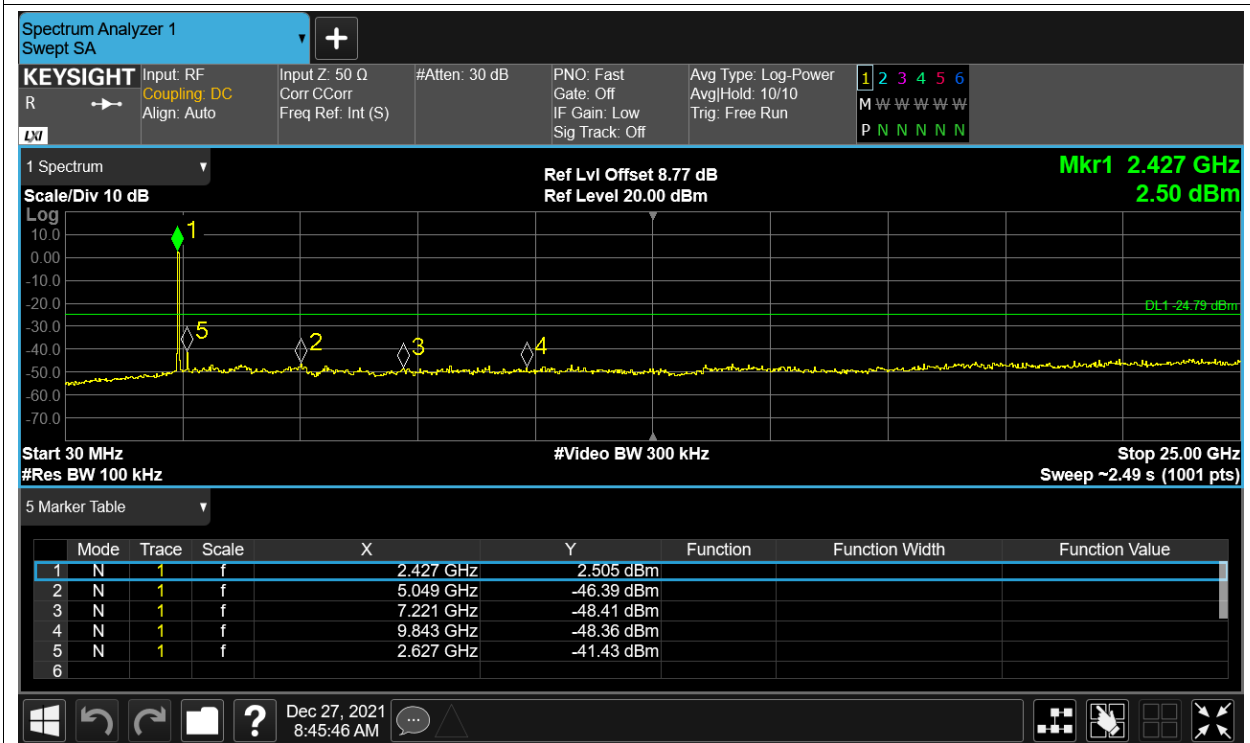 Spectrum Analyzer 1
Swept SA
KEYSIGHT Input: RF Input Z: 50 Ω #Atten: 30 dB PNO: Fast Avg Type: Log-Power 1 2 3 4 5 6
R Coupling: DC Corr CCorr Gate: Off Avg|Hold: 10/10 M W W W W W
Align: Auto Freq Ref: Int (S) IF Gain: Low Trig: Free Run
LXI Sig Track: Off P N N N N N
1 Spectrum Ref Lvl Offset 8.77 dB Mkr1 2.427 GHz
Scale/Div 10 dB Ref Level 20.00 dBm 2.50 dBm
Log
10.0 1
0.00
-10.0
-20.0 DL1 -24.79 dBm
-30.0 5
-40.0 2 3 4
-50.0
-60.0
-70.0
Start 30 MHz #Video BW 300 kHz Stop 25.00 GHz
#Res BW 100 kHz Sweep ~2.49 s (1001 pts)
5 Marker Table
Mode Trace Scale X Y Function Function Width Function Value
1 N 1 f 2.427 GHz 2.505 dBm
2 N 1 f 5.049 GHz -46.39 dBm
3 N 1 f 7.221 GHz -48.41 dBm
4 N 1 f 9.843 GHz -48.36 dBm
5 N 1 f 2.627 GHz -41.43 dBm
6
? Dec 27, 2021
8:45:46 AM